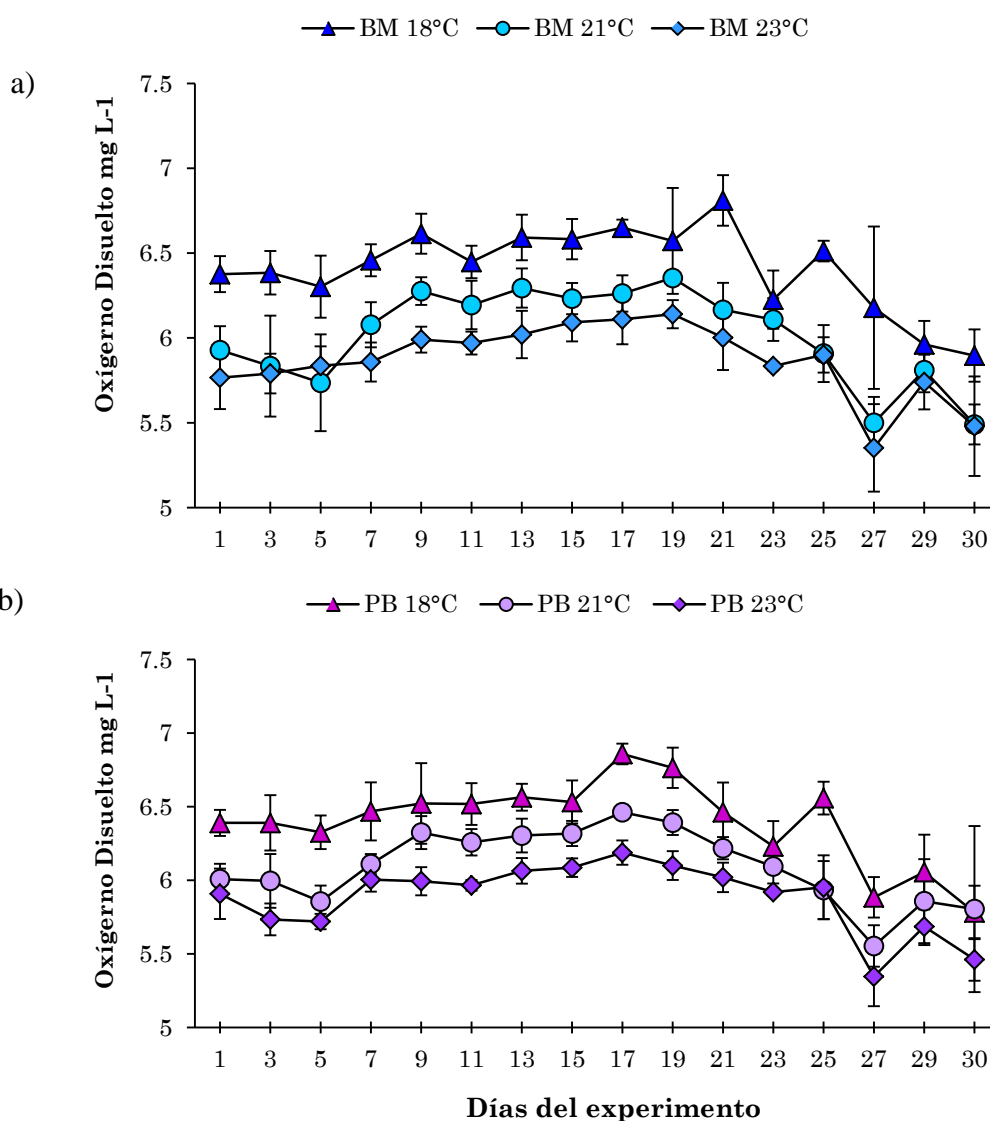 BM 18°C BM 21°C BM 23°C
a)
Oxígerno Disuelto mg L-1
7.5
7
6.5
6
5.5
5
1 3 5 7 9 11 13 15 17 19 21 23 25 27 29 30
b)
PB 18°C PB 21°C PB 23°C
Oxígerno Disuelto mg L-1
7.5
7
6.5
6
5.5
5
1 3 5 7 9 11 13 15 17 19 21 23 25 27 29 30
Días del experimento